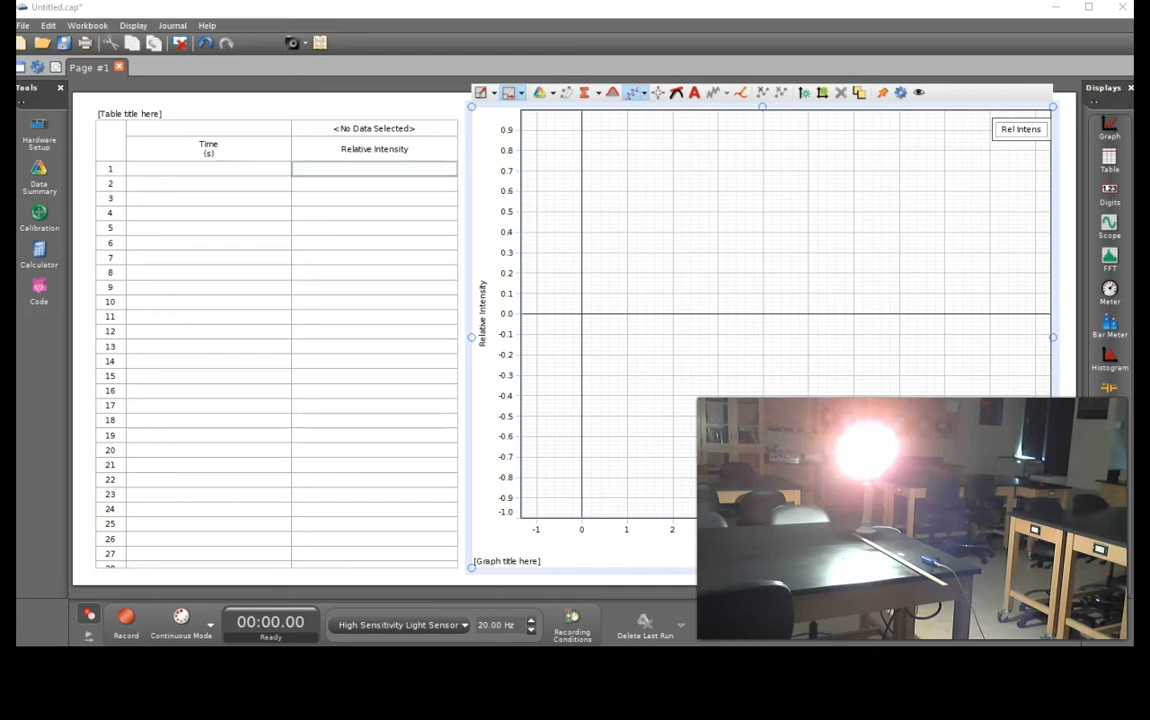 Untitled.cap*
File Edit Workbook Display Journal Help
Page #1
Tools
Displays
Hardware Setup
Data Summary
Calibration
Calculator
Code
[Table title here]
<No Data Selected>
Time (s)
Relative Intensity
1
2
3
4
5
6
7
8
9
10
11
12
13
14
15
16
17
18
19
20
21
22
23
24
25
26
27
Rel Intens
0.9
0.8
0.7
0.6
0.5
0.4
0.3
0.2
0.1
0.0
-0.1
-0.2
-0.3
-0.4
-0.5
-0.6
-0.7
-0.8
-0.9
-1.0
Relative Intensity
-1 0 1 2
[Graph title here]
Graph
Table
1.23
Digits
Scope
FFT
Meter
Bar Meter
Histogram
Record
Continuous Mode
00:00.00
Ready
High Sensitivity Light Sensor
20.00 Hz
Recording Conditions
Delete Last Run